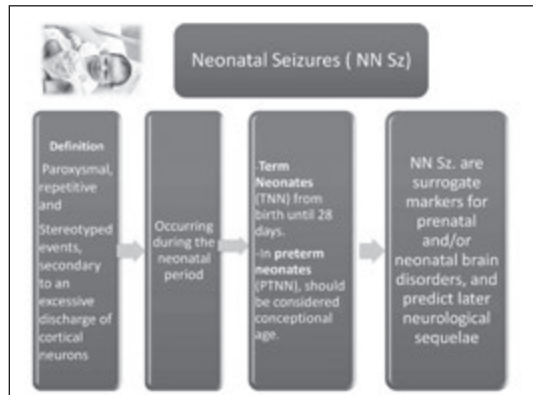 Neonatal Seizures ( NN Sz)
Definition
Paroxysmal,
repetitive
and
Stereotyped
events,
secondary
to an
excessive
discharge of
cortical
neurons
Occurring
during the
neonatal
period
-Term
Neonates
(TNN) from
birth until 28
days.
-In preterm
neonates
(PTNN), should
be considered
conceptional
age.
NN Sz. are
surrogate
markers for
prenatal
and/or
neonatal brain
disorders, and
predict later
neurological
sequelae